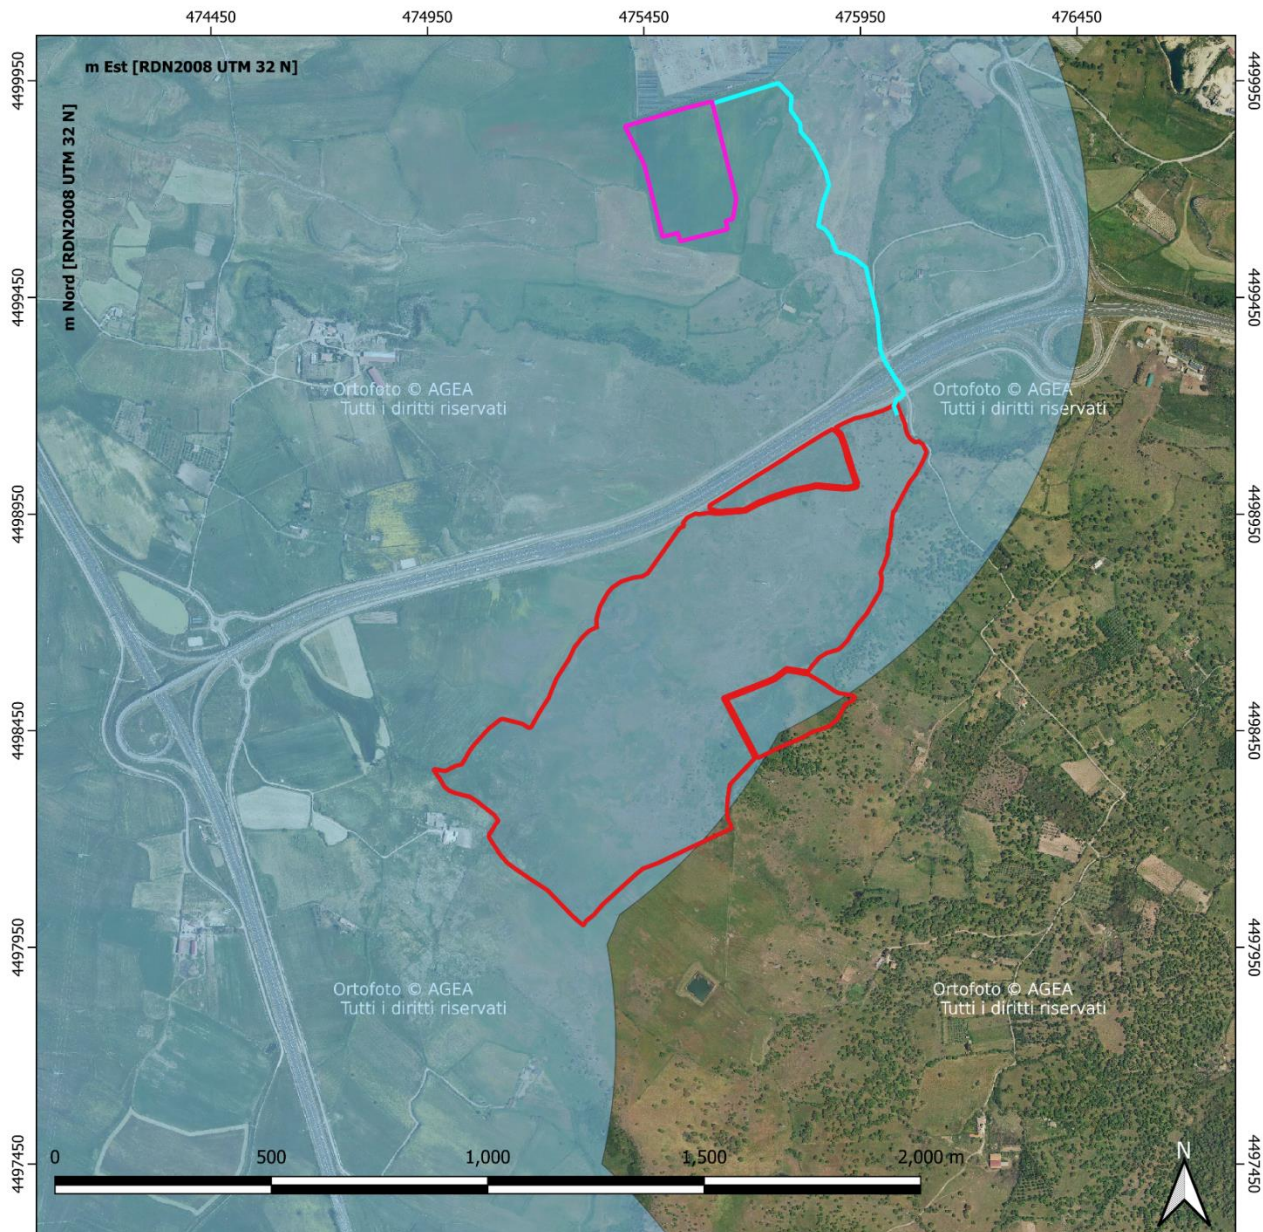 474450
474950
475450
475950
476450
m Est [RDN2008 UTM 32 N]
m Nord [RDN2008 UTM 32 N]
4499950
4499950
4499450
4499450
Ortofoto © AGEA
Tutti i diritti riservati
Ortofoto © AGEA
Tutti i diritti riservati
4498950
4498950
4498450
4498450
4497950
4497950
Ortofoto © AGEA
Tutti i diritti riservati
Ortofoto © AGEA
Tutti i diritti riservati
4497450
4497450
0
500
1,000
1,500
2,000 m
N